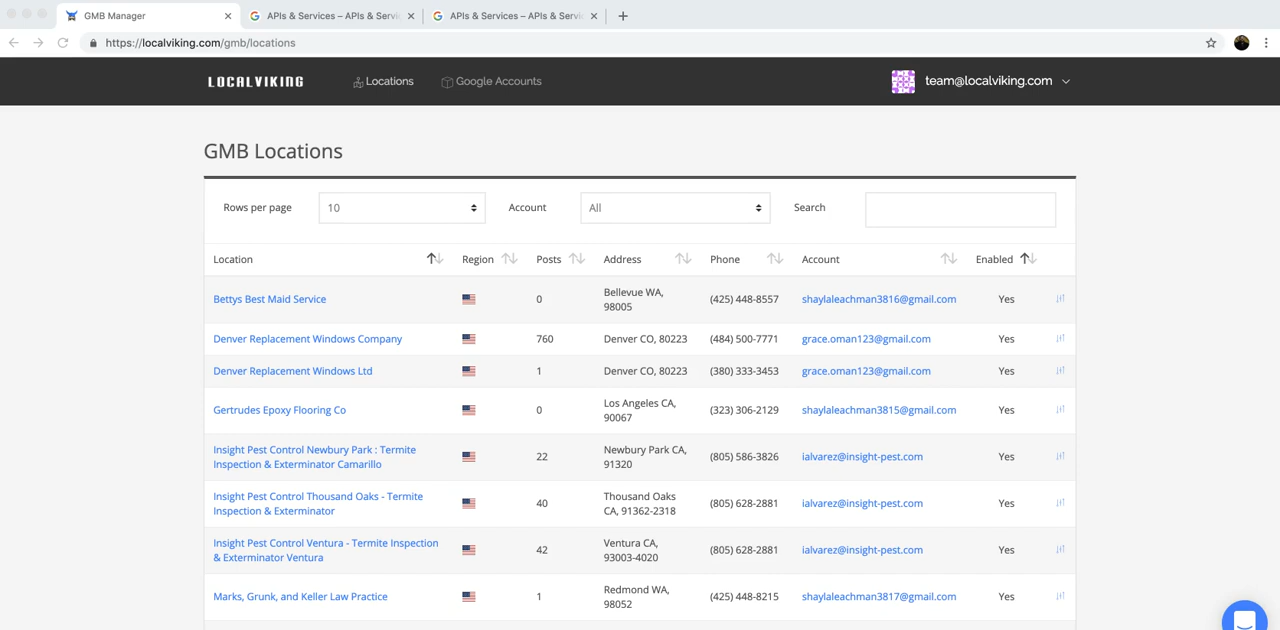 GMB Manager
APIs & Services – APIs & Servi
APIs & Services – APIs & Servi
https://localviking.com/gmb/locations
LOCALVIKING
Locations
Google Accounts
team@localviking.com
GMB Locations
Rows per page
10
Account
All
Search
Location Region Posts Address Phone Account Enabled
Bettys Best Maid Service 0 Bellevue WA, (425) 448-8557 shaylaleachman3816@gmail.com Yes
98005
Denver Replacement Windows Company 760 Denver CO, 80223 (484) 500-7771 grace.oman123@gmail.com Yes
Denver Replacement Windows Ltd 1 Denver CO, 80223 (380) 333-3453 grace.oman123@gmail.com Yes
Gertrudes Epoxy Flooring Co 0 Los Angeles CA, (323) 306-2129 shaylaleachman3815@gmail.com Yes
90067
Insight Pest Control Newbury Park : Termite 22 Newbury Park CA, (805) 586-3826 ialvarez@insight-pest.com Yes
Inspection & Exterminator Camarillo 91320
Insight Pest Control Thousand Oaks - Termite 40 Thousand Oaks (805) 628-2881 ialvarez@insight-pest.com Yes
Inspection & Exterminator CA, 91362-2318
Insight Pest Control Ventura - Termite Inspection 42 Ventura CA, (805) 628-2881 ialvarez@insight-pest.com Yes
& Exterminator Ventura 93003-4020
Marks, Grunk, and Keller Law Practice 1 Redmond WA, (425) 448-8215 shaylaleachman3817@gmail.com Yes
98052